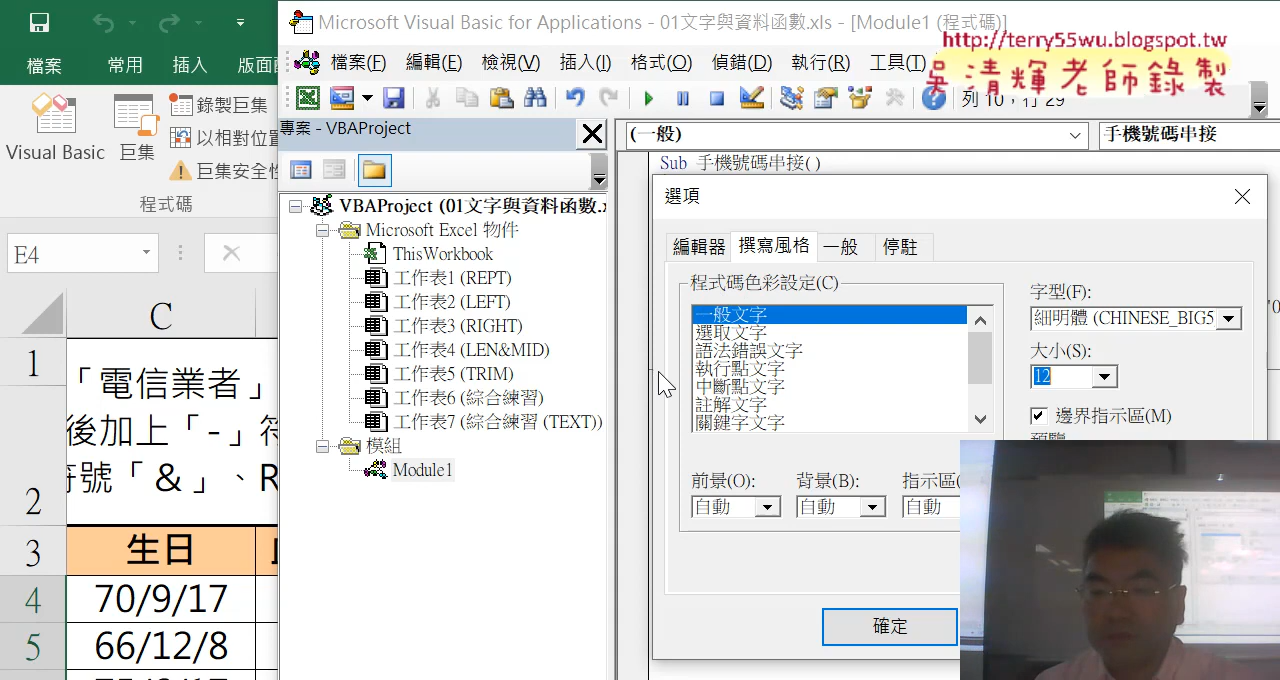 Microsoft Visual Basic for Applications - 01文字與資料函數.xls - [Module1 (程式碼)]
http://terry55wu.blogspot.tw
吳清輝老師錄製
檔案 常用 插入 版面
檔案(F) 編輯(E) 檢視(V) 插入(I) 格式(O) 偵錯(D) 執行(R) 工具(T)
列 10，行 29
Visual Basic
巨集
錄製巨集
以相對位置
巨集安全性
程式碼
專案 - VBAProject
(一般)
手機號碼串接
Sub 手機號碼串接()
VBAProject (01文字與資料函數.x
Microsoft Excel 物件
ThisWorkbook
工作表1 (REPT)
工作表2 (LEFT)
工作表3 (RIGHT)
工作表4 (LEN&MID)
工作表5 (TRIM)
工作表6 (綜合練習)
工作表7 (綜合練習 (TEXT))
模組
Module1
E4
C
1
「電信業者」
後加上「-」符
符號「&」、R
2
3
生日
4
70/9/17
5
66/12/8
選項
編輯器 撰寫風格 一般 停駐
程式碼色彩設定(C)
一般文字
選取文字
語法錯誤文字
執行點文字
中斷點文字
註解文字
關鍵字文字
前景(O): 背景(B): 指示區(
自動 自動 自動
字型(F):
細明體 (CHINESE_BIG5
大小(S):
12
邊界指示區(M)
確定